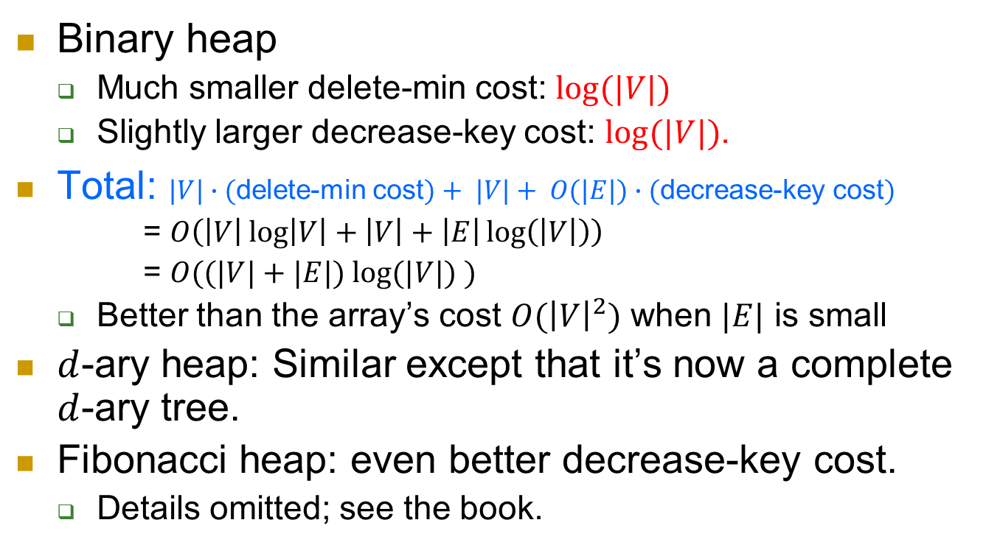 Binary heap
Much smaller delete-min cost: log(|V|)
Slightly larger decrease-key cost: log(|V|).
Total: |V| · (delete-min cost) + |V| + O(|E|) · (decrease-key cost)
= O(|V| log|V| + |V| + |E| log(|V|))
= O((|V| + |E|) log(|V|) )
Better than the array’s cost O(|V|²) when |E| is small
d-ary heap: Similar except that it’s now a complete
d-ary tree.
Fibonacci heap: even better decrease-key cost.
Details omitted; see the book.